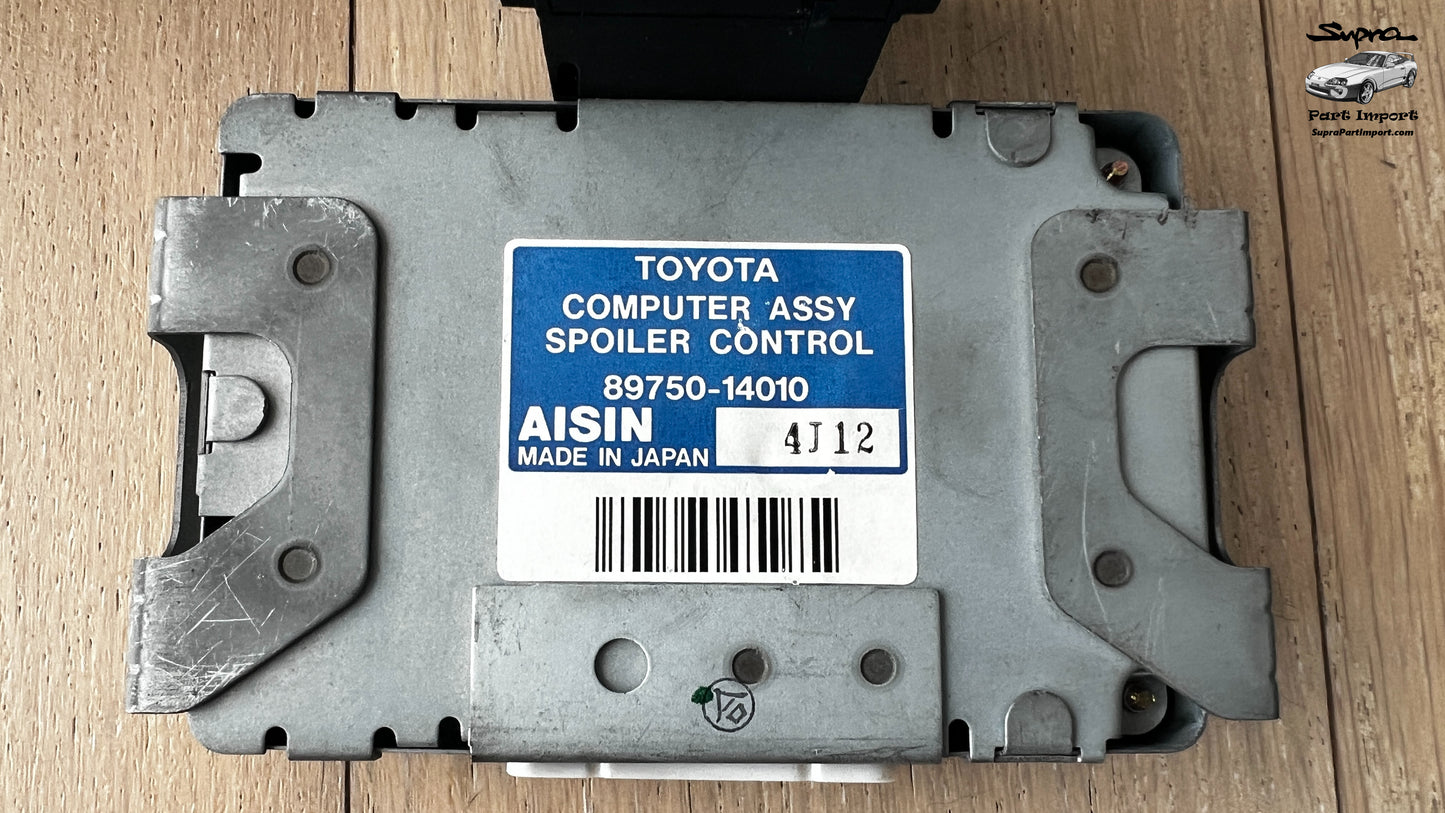 Supra
Part Import
SupraPartImport.com
TOYOTA
COMPUTER ASSY
SPOILER CONTROL
89750-14010
AISIN
4J12
MADE IN JAPAN